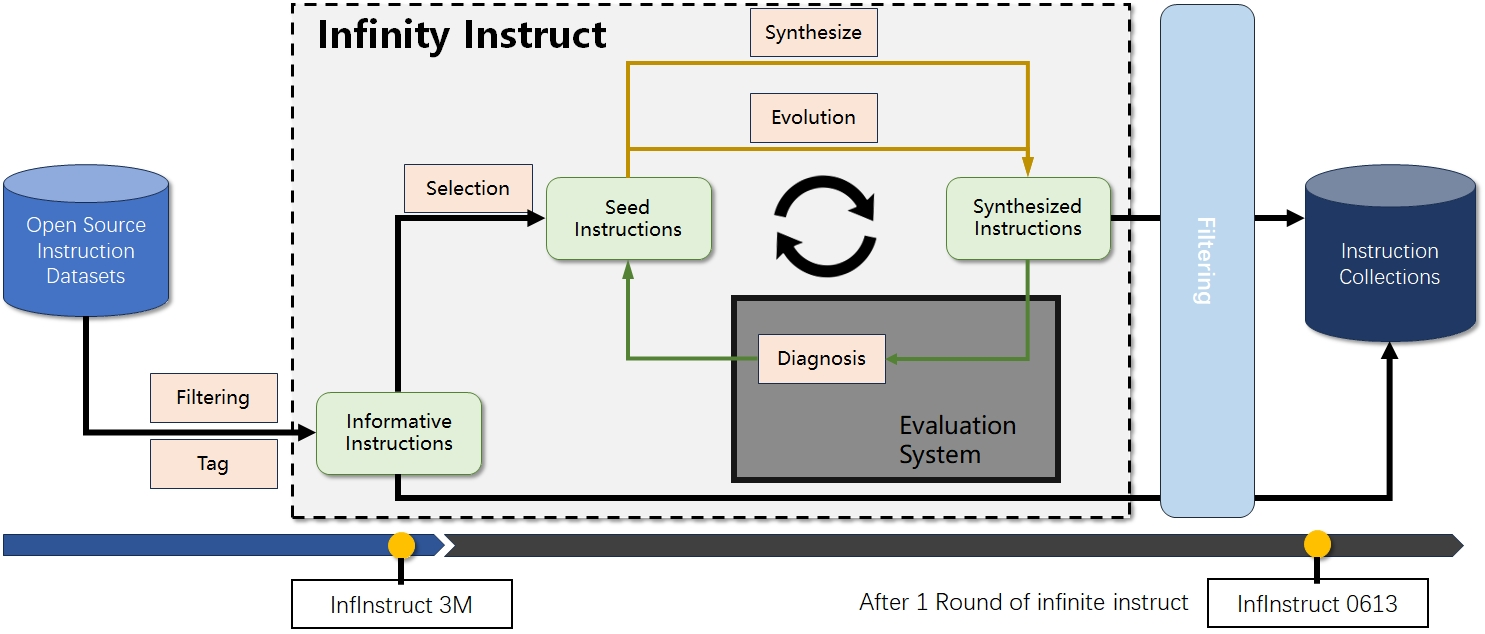 Infinity Instruct
Synthesize
Evolution
Selection
Seed
Instructions
Synthesized
Instructions
Open Source
Instruction
Datasets
Filtering
Instruction
Collections
Diagnosis
Evaluation
System
Filtering
Tag
Informative
Instructions
InfInstruct 3M
After 1 Round of infinite instruct
InfInstruct 0613